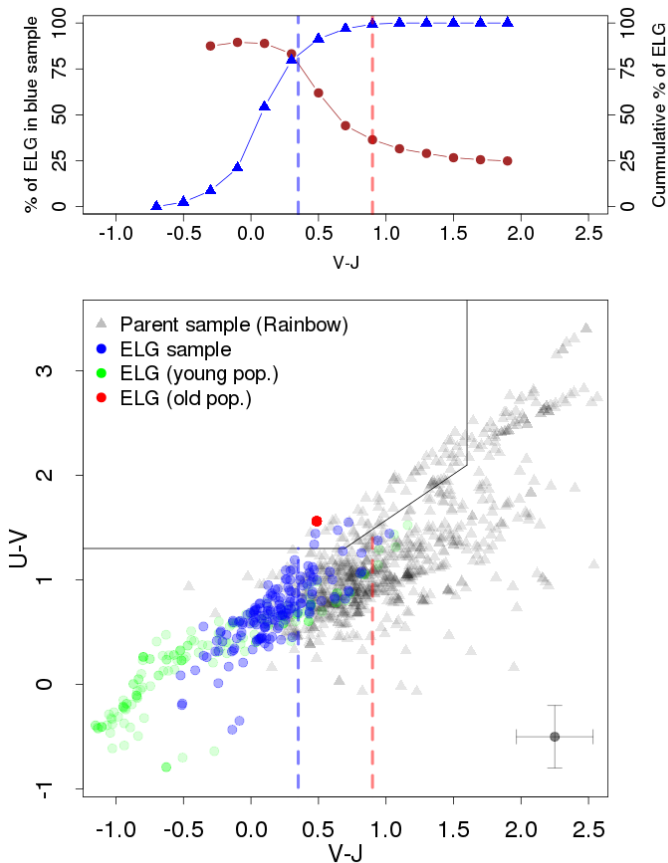 % of ELG in blue sample
0 25 50 75 100
0 25 50 75 100
Cummulative % of ELG
-1.0 -0.5 0.0 0.5 1.0 1.5 2.0
V-J
Parent sample (Rainbow)
ELG sample
ELG (young pop.)
ELG (old pop.)
U-V
-1 0 1 2 3
-1.0 -0.5 0.0 0.5 1.0 1.5 2.0 2.5
V-J